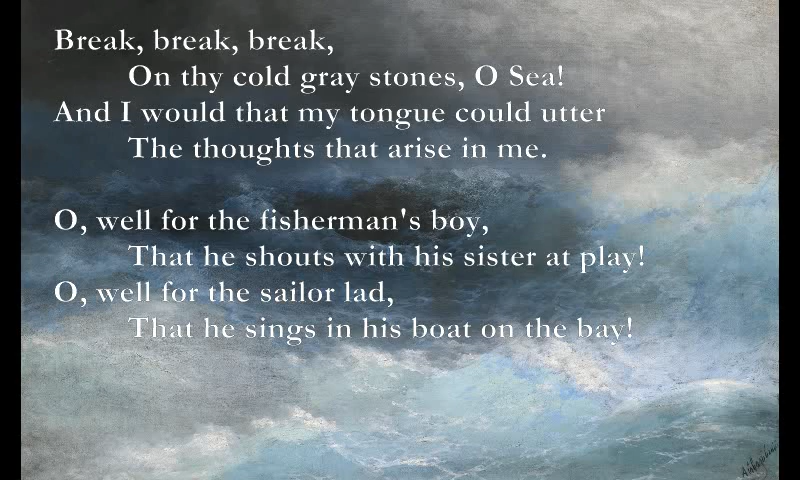 Break, break, break,
On thy cold gray stones, O Sea!
And I would that my tongue could utter
The thoughts that arise in me.
O, well for the fisherman's boy,
That he shouts with his sister at play!
O, well for the sailor lad,
That he sings in his boat on the bay!